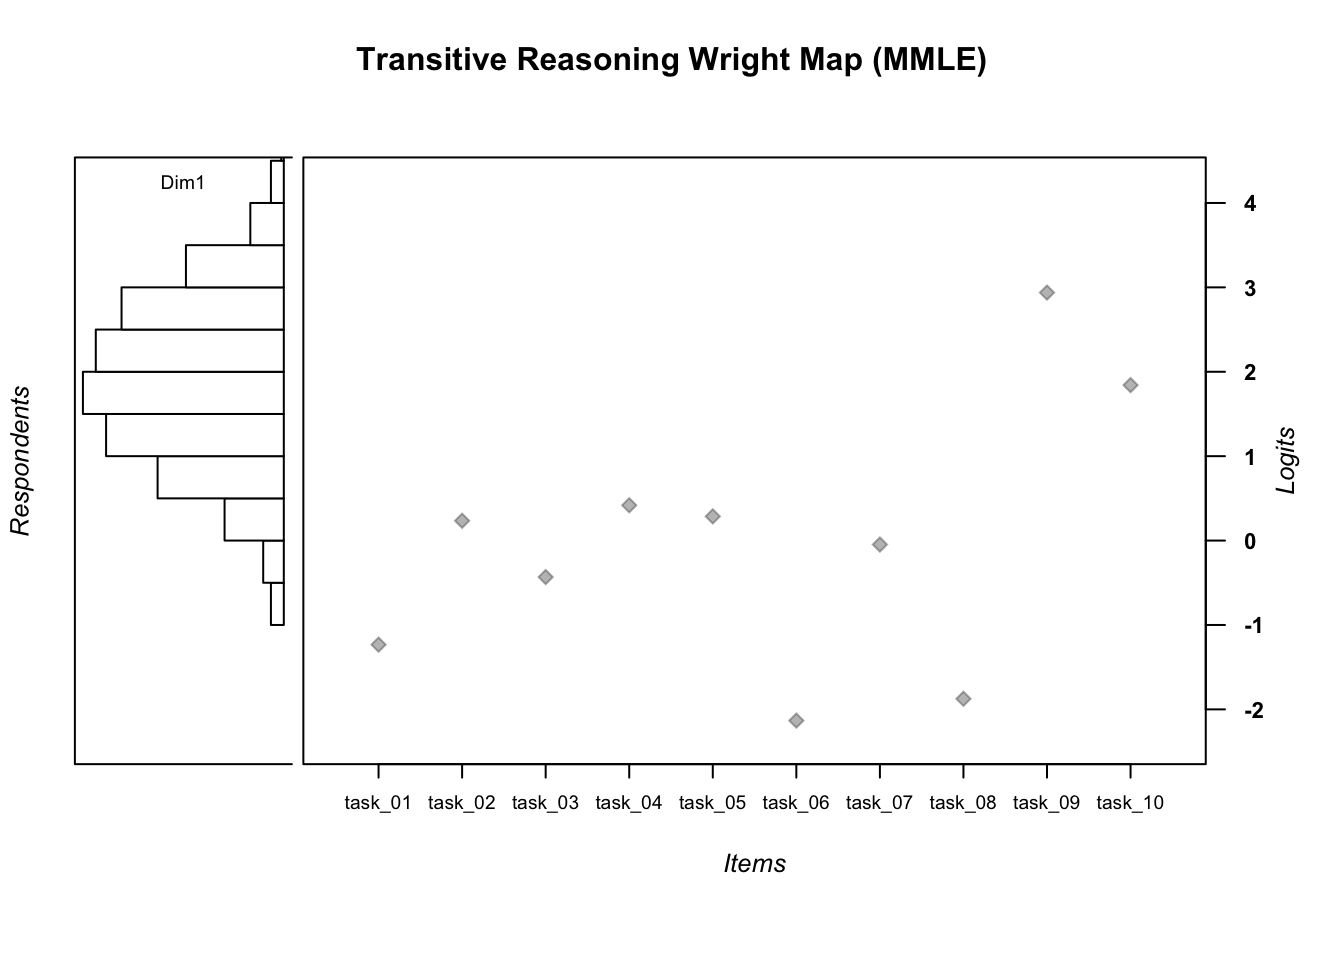 Transitive Reasoning Wright Map (MMLE)
Dim1
Respondents
4
3
2
1
0
-1
-2
Logits
task_01 task_02 task_03 task_04 task_05 task_06 task_07 task_08 task_09 task_10
Items